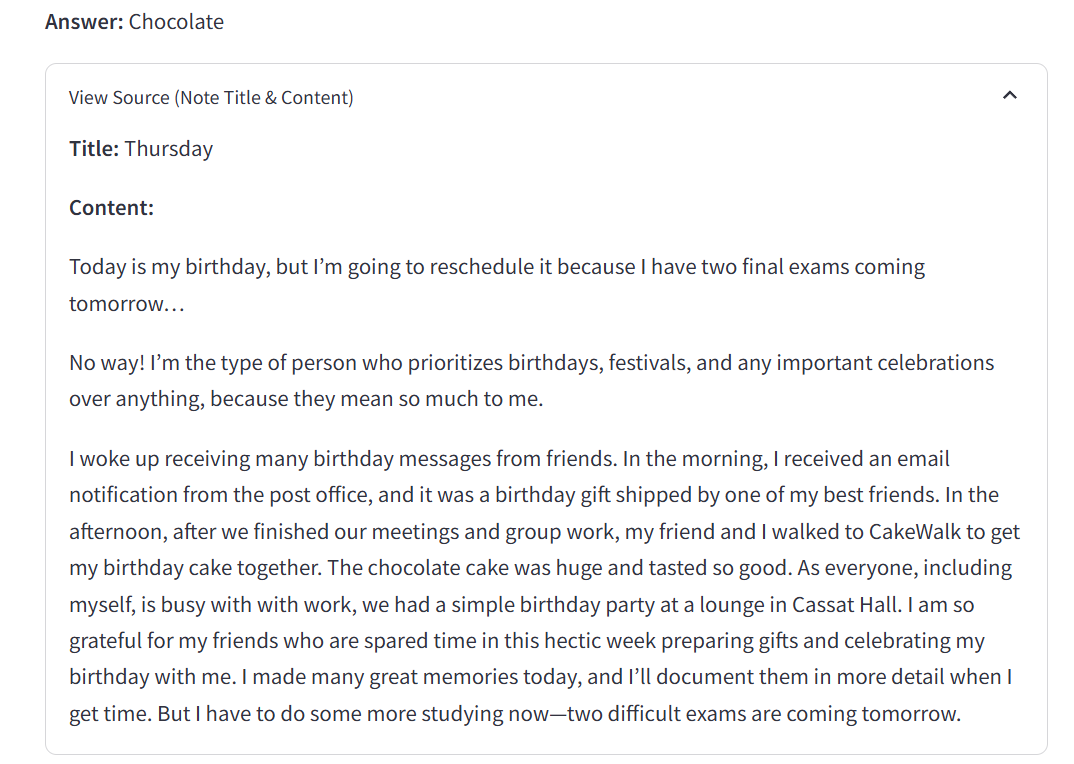 Answer: Chocolate
View Source (Note Title & Content)
Title: Thursday
Content:
Today is my birthday, but I’m going to reschedule it because I have two final exams coming
tomorrow…
No way! I’m the type of person who prioritizes birthdays, festivals, and any important celebrations
over anything, because they mean so much to me.
I woke up receiving many birthday messages from friends. In the morning, I received an email
notification from the post office, and it was a birthday gift shipped by one of my best friends. In the
afternoon, after we finished our meetings and group work, my friend and I walked to CakeWalk to get
my birthday cake together. The chocolate cake was huge and tasted so good. As everyone, including
myself, is busy with with work, we had a simple birthday party at a lounge in Cassat Hall. I am so
grateful for my friends who are spared time in this hectic week preparing gifts and celebrating my
birthday with me. I made many great memories today, and I’ll document them in more detail when I
get time. But I have to do some more studying now—two difficult exams are coming tomorrow.